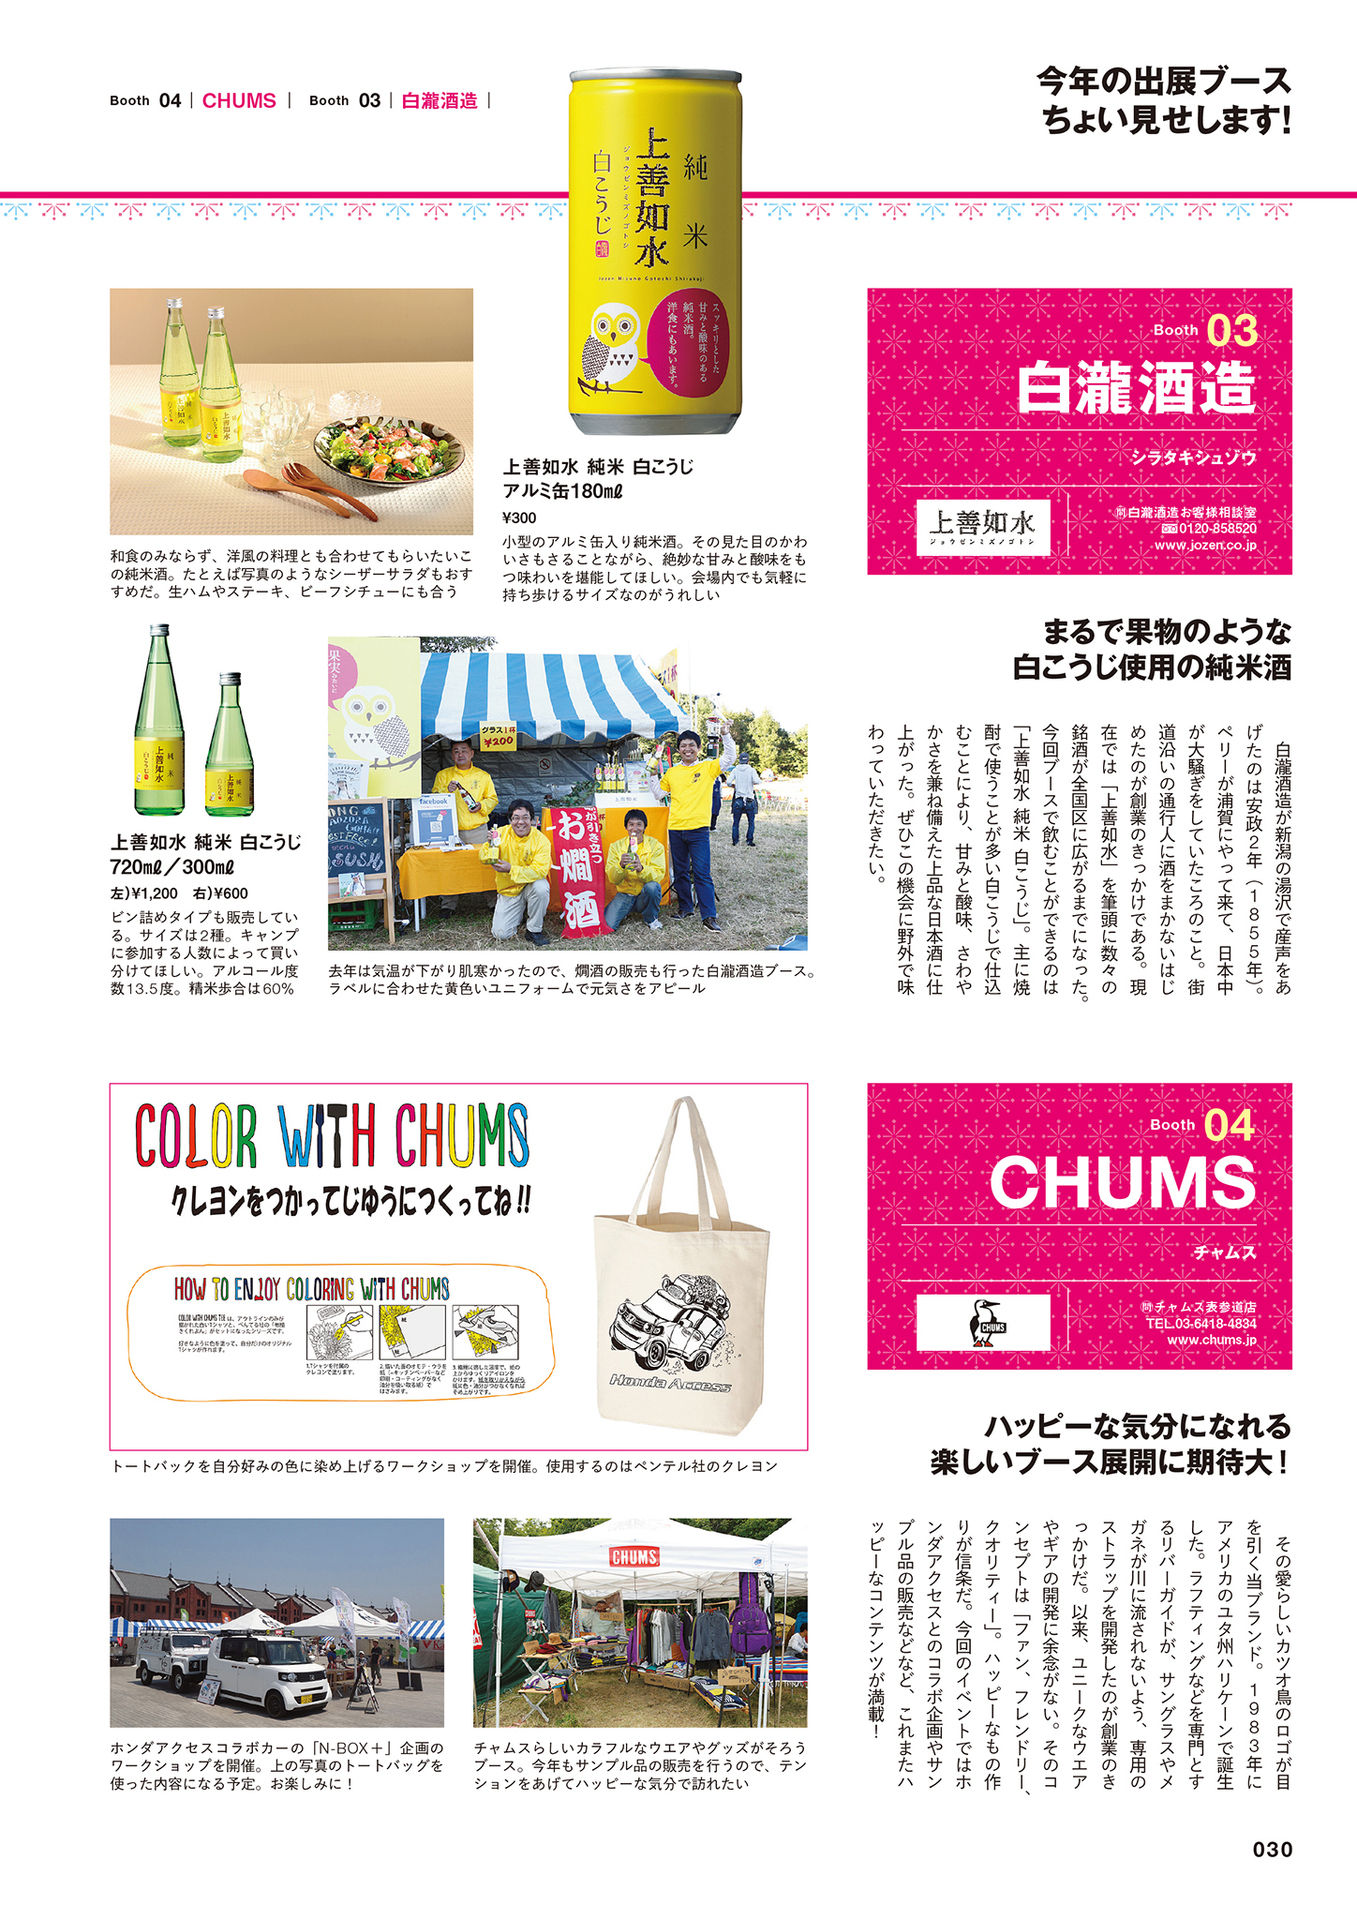 Booth 04 | CHUMS | Booth 03 | 白瀧酒造 |
今年の出展ブース
ちょい見せします！
純米
上善如水
ジョウゼンミズノゴトシ
白こうじ
Jozen Mizuno Gotoshi Shirakoji
スッキリとした
甘みと酸味のある
純米酒。
洋食にもあいます。
和食のみならず、洋風の料理とも合わせてもらいたいこ
の純米酒。たとえば写真のようなシーザーサラダもおす
すめだ。生ハムやステーキ、ビーフシチューにも合う
上善如水 純米 白こうじ
アルミ缶180㎖
¥300
小型のアルミ缶入り純米酒。その見た目のかわ
いさもさることながら、絶妙な甘みと酸味をも
つ味わいを堪能してほしい。会場内でも気軽に
持ち歩けるサイズなのがうれしい
Booth 03
白瀧酒造
シラタキシュゾウ
上善如水
ジョウゼンミズノゴトシ
問白瀧酒造お客様相談室
0120-858520
www.jozen.co.jp
まるで果物のような
白こうじ使用の純米酒
白瀧酒造が新潟の湯沢で産声をあ
げたのは安政２年（１８５５年）。
ペリーが浦賀にやって来て、日本中
が大騒ぎをしていたころのこと。街
道沿いの通行人に酒をまかないはじ
めたのが創業のきっかけである。現
在では「上善如水」を筆頭に数々の
銘酒が全国区に広がるまでになった。
今回ブースで飲むことができるのは
「上善如水 純米 白こうじ」。主に焼
酎で使うことが多い白こうじで仕込
むことにより、甘みと酸味、さわや
かさを兼ね備えた上品な日本酒に仕
上がった。ぜひこの機会に野外で味
わっていただきたい。
純米
上善如水
白こうじ
純米
上善如水
白こうじ
上善如水 純米 白こうじ
720㎖／300㎖
左)¥1,200　右)¥600
ビン詰めタイプも販売してい
る。サイズは2種。キャンプ
に参加する人数によって買い
分けてほしい。アルコール度
数13.5度。精米歩合は60%
果実みたいに
グラス1杯
¥200
facebook
が引き立つ
お燗酒
上善如水
去年は気温が下がり肌寒かったので、燗酒の販売も行った白瀧酒造ブース。
ラベルに合わせた黄色いユニフォームで元気さをアピール
COLOR WITH CHUMS
クレヨンをつかってじゆうにつくってね!!
HOW TO ENJOY COLORING WITH CHUMS
1.Tシャツを付属の
クレヨンで塗ります。
Honda Access
トートバックを自分好みの色に染め上げるワークショップを開催。使用するのはペンテル社のクレヨン
Booth 04
CHUMS
チャムス
CHUMS
問チャムス表参道店
TEL.03-6418-4834
www.chums.jp
ハッピーな気分になれる
楽しいブース展開に期待大！
その愛らしいカツオ鳥のロゴが目
を引く当ブランド。１９８３年に
アメリカのユタ州ハリケーンで誕生
した。ラフティングなどを専門とす
るリバーガイドが、サングラスやメ
ガネが川に流されないよう、専用の
ストラップを開発したのが創業のき
っかけだ。以来、ユニークなウエア
やギアの開発に余念がない。そのコ
ンセプトは「ファン、フレンドリー、
クオリティー」。ハッピーなもの作
りが信条だ。今回のイベントではホ
ンダアクセスとのコラボ企画やサン
プル品の販売などなど、これまたハ
ッピーなコンテンツが満載！
ホンダアクセスコラボカーの「N-BOX＋」企画の
ワークショップを開催。上の写真のトートバッグを
使った内容になる予定。お楽しみに！
CHUMS
チャムスらしいカラフルなウエアやグッズがそろう
ブース。今年もサンプル品の販売を行うので、テン
ションをあげてハッピーな気分で訪れたい
030